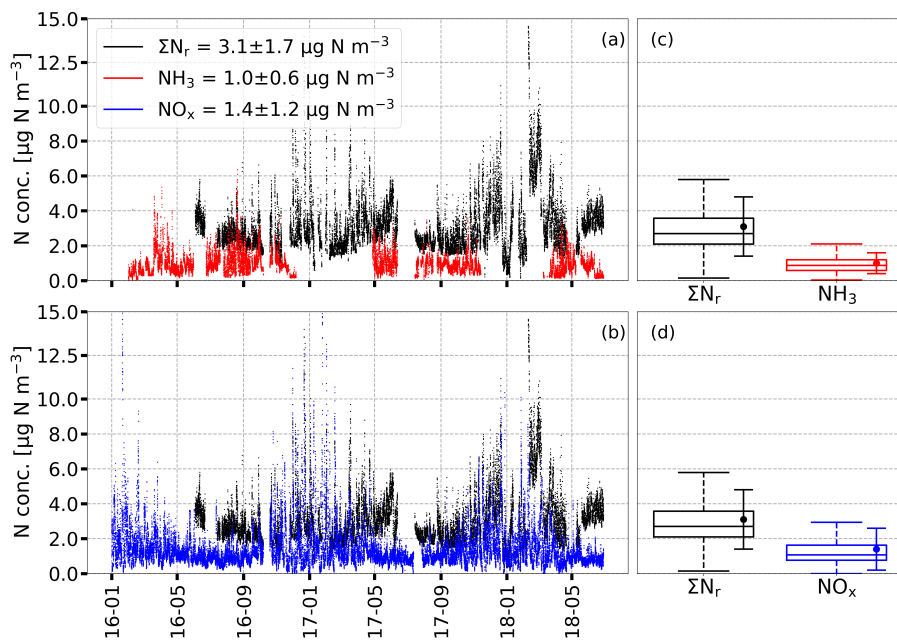 15.0
12.5
10.0
8.0
6.0
4.0
2.0
0.0
N conc. [µg N m⁻³]
ΣNᵣ = 3.1±1.7 µg N m⁻³
NH₃ = 1.0±0.6 µg N m⁻³
NOₓ = 1.4±1.2 µg N m⁻³
(a)
(c)
ΣNᵣ
NH₃
15.0
12.5
10.0
8.0
6.0
4.0
2.0
0.0
N conc. [µg N m⁻³]
(b)
(d)
16-01
16-05
16-09
17-01
17-05
17-09
18-01
18-05
ΣNᵣ
NOₓ